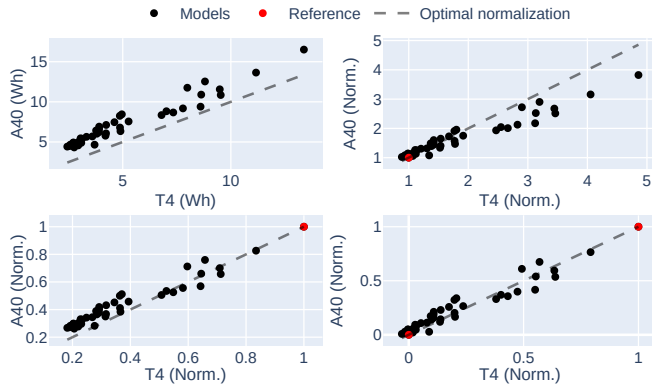 Models Reference Optimal normalization
A40 (Wh)
15
10
5
5 10
T4 (Wh)
A40 (Norm.)
5
4
3
2
1
1 2 3 4 5
T4 (Norm.)
A40 (Norm.)
1
0.8
0.6
0.4
0.2
0.2 0.4 0.6 0.8 1
T4 (Norm.)
A40 (Norm.)
1
0.5
0
0 0.5 1
T4 (Norm.)